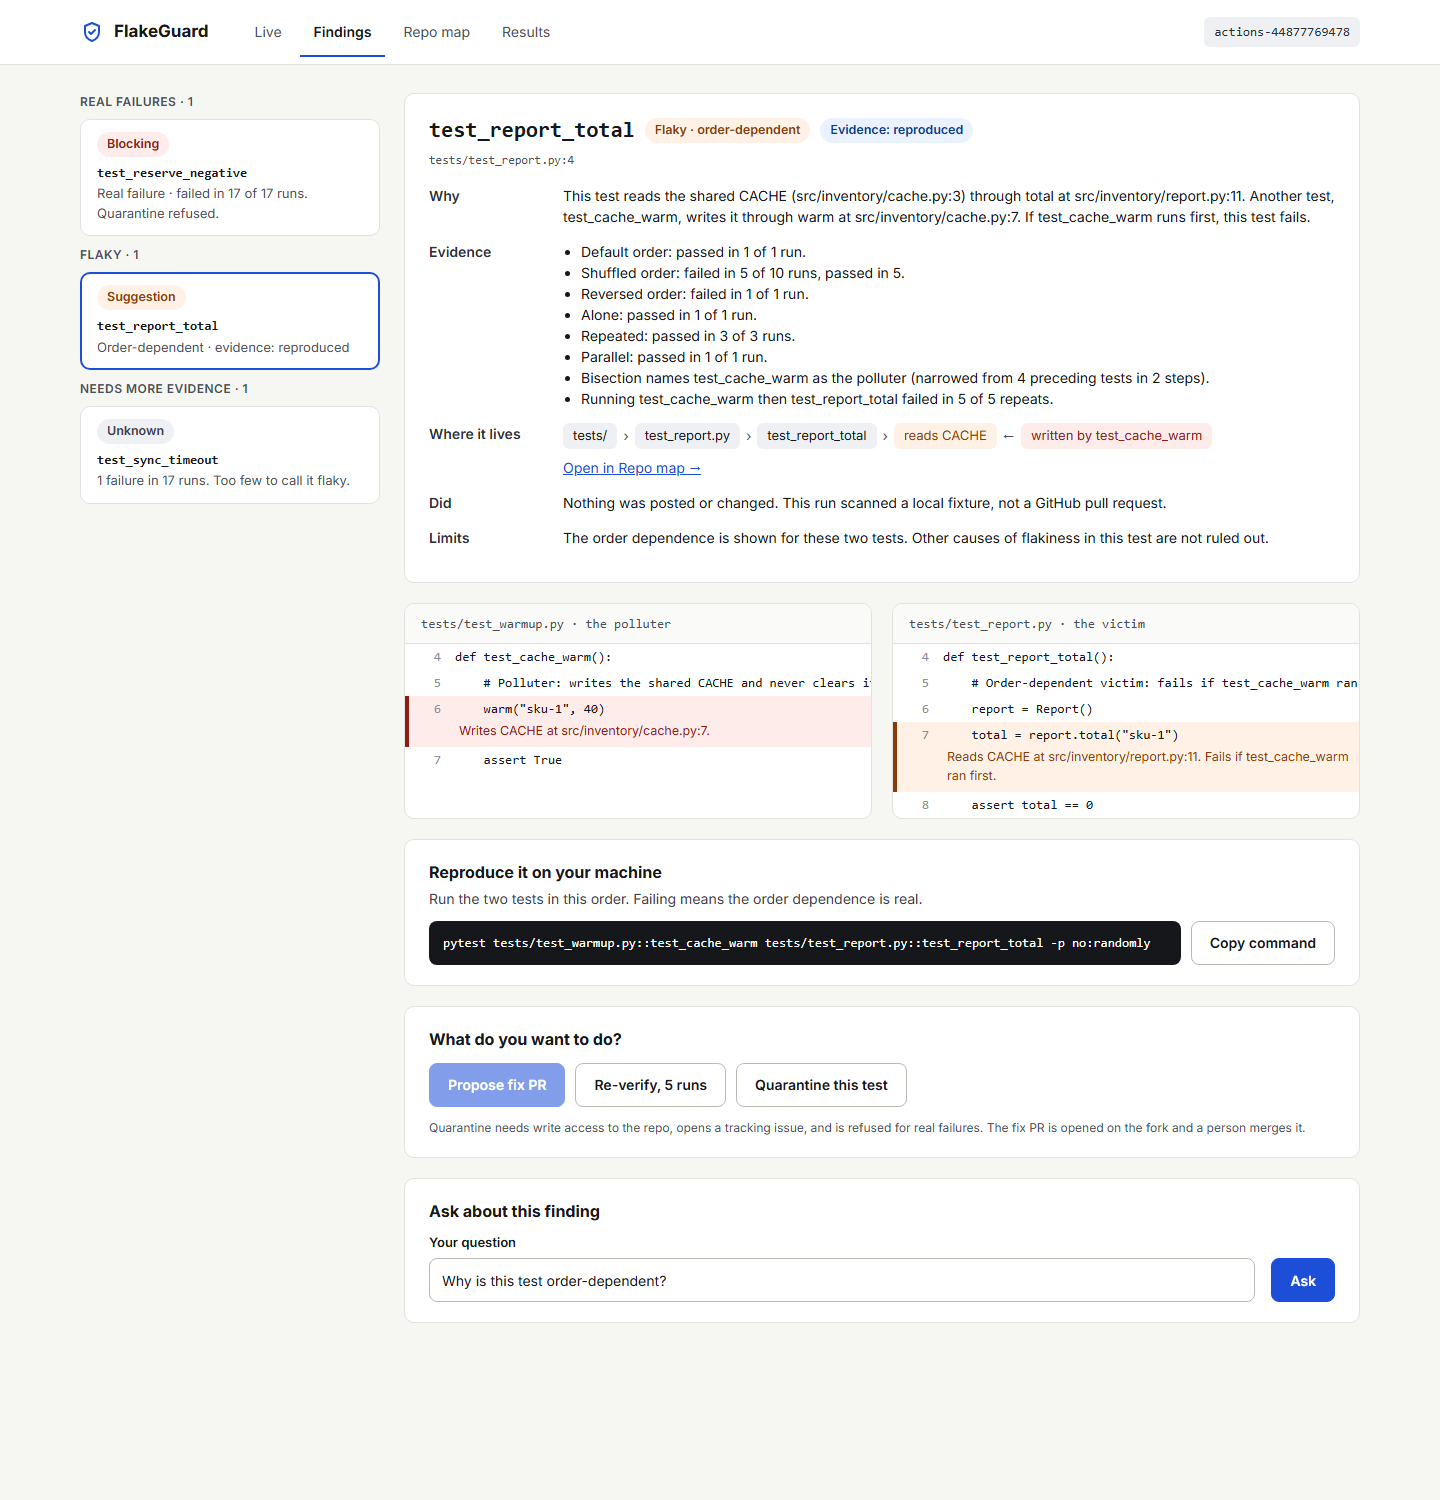 FlakeGuard
Live
Findings
Repo map
Results
actions-44877769478
REAL FAILURES · 1
Blocking
test_reserve_negative
Real failure · failed in 17 of 17 runs.
Quarantine refused.
FLAKY · 1
Suggestion
test_report_total
Order-dependent · evidence: reproduced
NEEDS MORE EVIDENCE · 1
Unknown
test_sync_timeout
1 failure in 17 runs. Too few to call it flaky.
test_report_total Flaky · order-dependent Evidence: reproduced
tests/test_report.py:4
Why
This test reads the shared CACHE (src/inventory/cache.py:3) through total at src/inventory/report.py:11. Another test,
test_cache_warm, writes it through warm at src/inventory/cache.py:7. If test_cache_warm runs first, this test fails.
Evidence
• Default order: passed in 1 of 1 run.
• Shuffled order: failed in 5 of 10 runs, passed in 5.
• Reversed order: failed in 1 of 1 run.
• Alone: passed in 1 of 1 run.
• Repeated: passed in 3 of 3 runs.
• Parallel: passed in 1 of 1 run.
• Bisection names test_cache_warm as the polluter (narrowed from 4 preceding tests in 2 steps).
• Running test_cache_warm then test_report_total failed in 5 of 5 repeats.
Where it lives
tests/ › test_report.py › test_report_total › reads CACHE ← written by test_cache_warm
Open in Repo map →
Did
Nothing was posted or changed. This run scanned a local fixture, not a GitHub pull request.
Limits
The order dependence is shown for these two tests. Other causes of flakiness in this test are not ruled out.
tests/test_warmup.py · the polluter
4 def test_cache_warm():
5 # Polluter: writes the shared CACHE and never clears
6 warm("sku-1", 40)
Writes CACHE at src/inventory/cache.py:7.
7 assert True
tests/test_report.py · the victim
4 def test_report_total():
5 # Order-dependent victim: fails if test_cache_warm ran
6 report = Report()
7 total = report.total("sku-1")
Reads CACHE at src/inventory/report.py:11. Fails if test_cache_warm
ran first.
8 assert total == 0
Reproduce it on your machine
Run the two tests in this order. Failing means the order dependence is real.
pytest tests/test_warmup.py::test_cache_warm tests/test_report.py::test_report_total -p no:randomly
Copy command
What do you want to do?
Propose fix PR
Re-verify, 5 runs
Quarantine this test
Quarantine needs write access to the repo, opens a tracking issue, and is refused for real failures. The fix PR is opened on the fork and a person merges it.
Ask about this finding
Your question
Why is this test order-dependent?
Ask